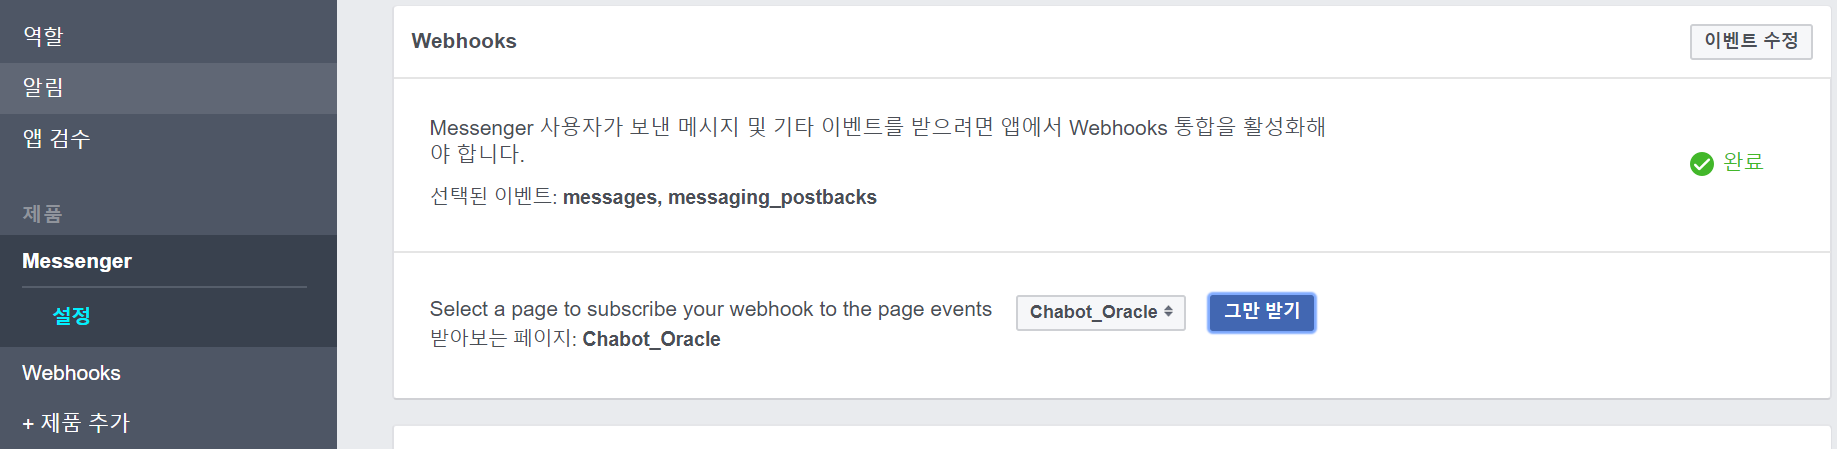 역할
알림
앱 검수
제품
Messenger
설정
Webhooks
+ 제품 추가
Webhooks
이벤트 수정
Messenger 사용자가 보낸 메시지 및 기타 이벤트를 받으려면 앱에서 Webhooks 통합을 활성화해
야 합니다.
완료
선택된 이벤트: messages, messaging_postbacks
Select a page to subscribe your webhook to the page events
Chabot_Oracle
그만 받기
받아보는 페이지: Chabot_Oracle